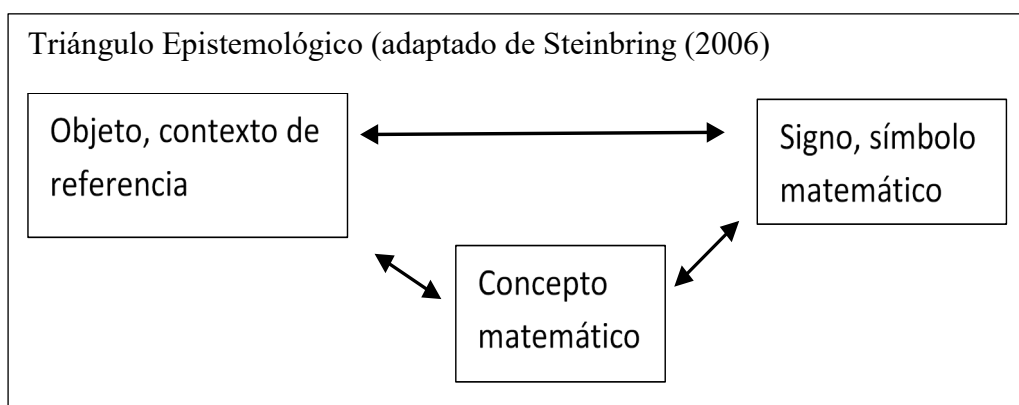 Triángulo Epistemológico (adaptado de Steinbring (2006)
Objeto, contexto de
referencia
Signo, símbolo
matemático
Concepto
matemático